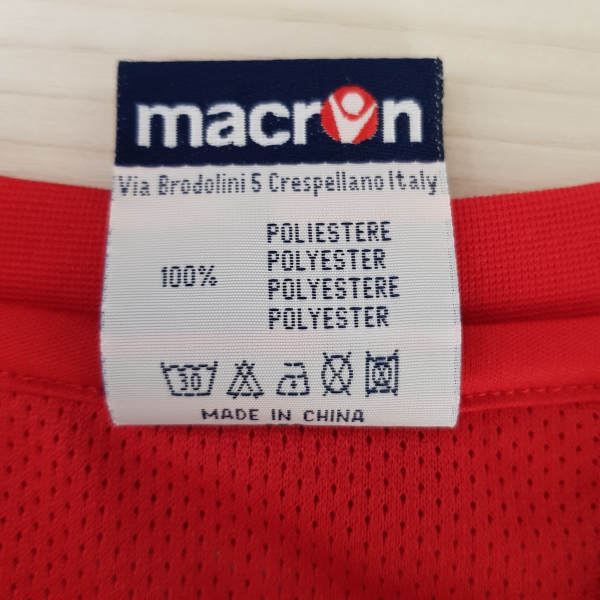 macron
Via Brodolini 5 Crespellano Italy
100%
POLIESTERE
POLYESTER
POLYESTERE
POLYESTER
30
MADE IN CHINA